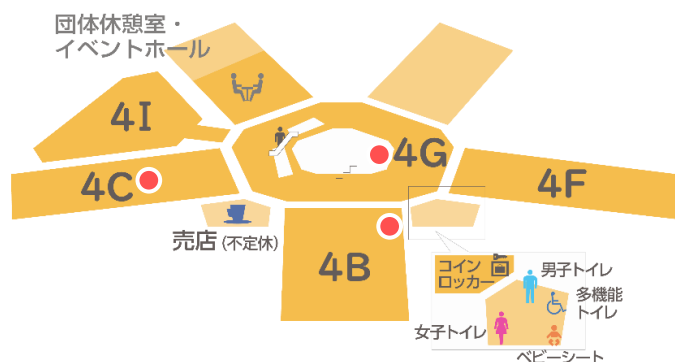 団体休憩室・
イベントホール
4I
4G
4C
4F
売店 (不定休)
4B
コイン
ロッカー
男子トイレ
多機能
トイレ
女子トイレ
ベビーシート